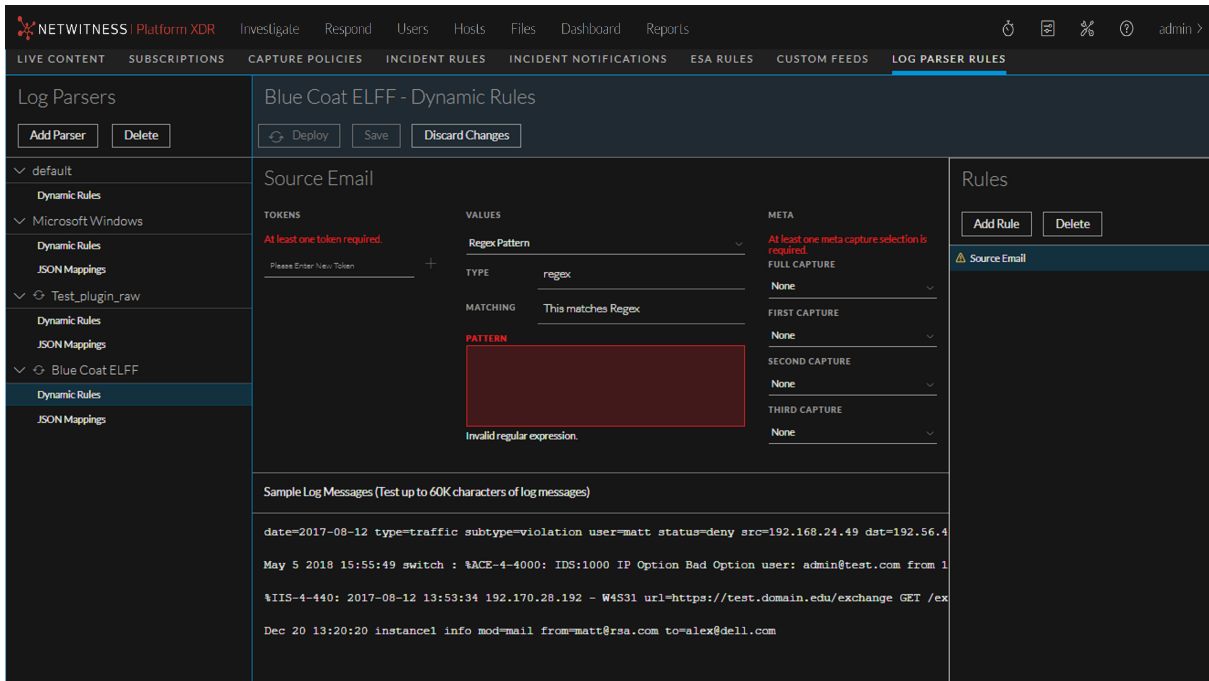 NETWITNESS | Platform XDR Investigate Respond Users Hosts Files Dashboard Reports admin >
LIVE CONTENT SUBSCRIPTIONS CAPTURE POLICIES INCIDENT RULES INCIDENT NOTIFICATIONS ESA RULES CUSTOM FEEDS LOG PARSER RULES
Log Parsers
Add Parser Delete
default
Dynamic Rules
Microsoft Windows
Dynamic Rules
JSON Mappings
Test_plugin_raw
Dynamic Rules
JSON Mappings
Blue Coat ELFF
Dynamic Rules
JSON Mappings
Blue Coat ELFF - Dynamic Rules
Deploy Save Discard Changes
Source Email
TOKENS
At least one token required.
Please Enter New Token
VALUES
Regex Pattern
TYPE regex
MATCHING This matches Regex
PATTERN
Invalid regular expression.
META
At least one meta capture selection is
required.
FULL CAPTURE
None
FIRST CAPTURE
None
SECOND CAPTURE
None
THIRD CAPTURE
None
Sample Log Messages (Test up to 60K characters of log messages)
date=2017-08-12 type=traffic subtype=violation user=matt status=deny src=192.168.24.49 dst=192.56.4
May 5 2018 15:55:49 switch : %ACE-4-4000: IDS:1000 IP Option Bad Option user: admin@test.com from 1
%IIS-4-440: 2017-08-12 13:53:34 192.170.28.192 - W4S31 url=https://test.domain.edu/exchange GET /ex
Dec 20 13:20:20 instance1 info mod=mail from=matt@rsa.com to=alex@dell.com
Rules
Add Rule Delete
Source Email